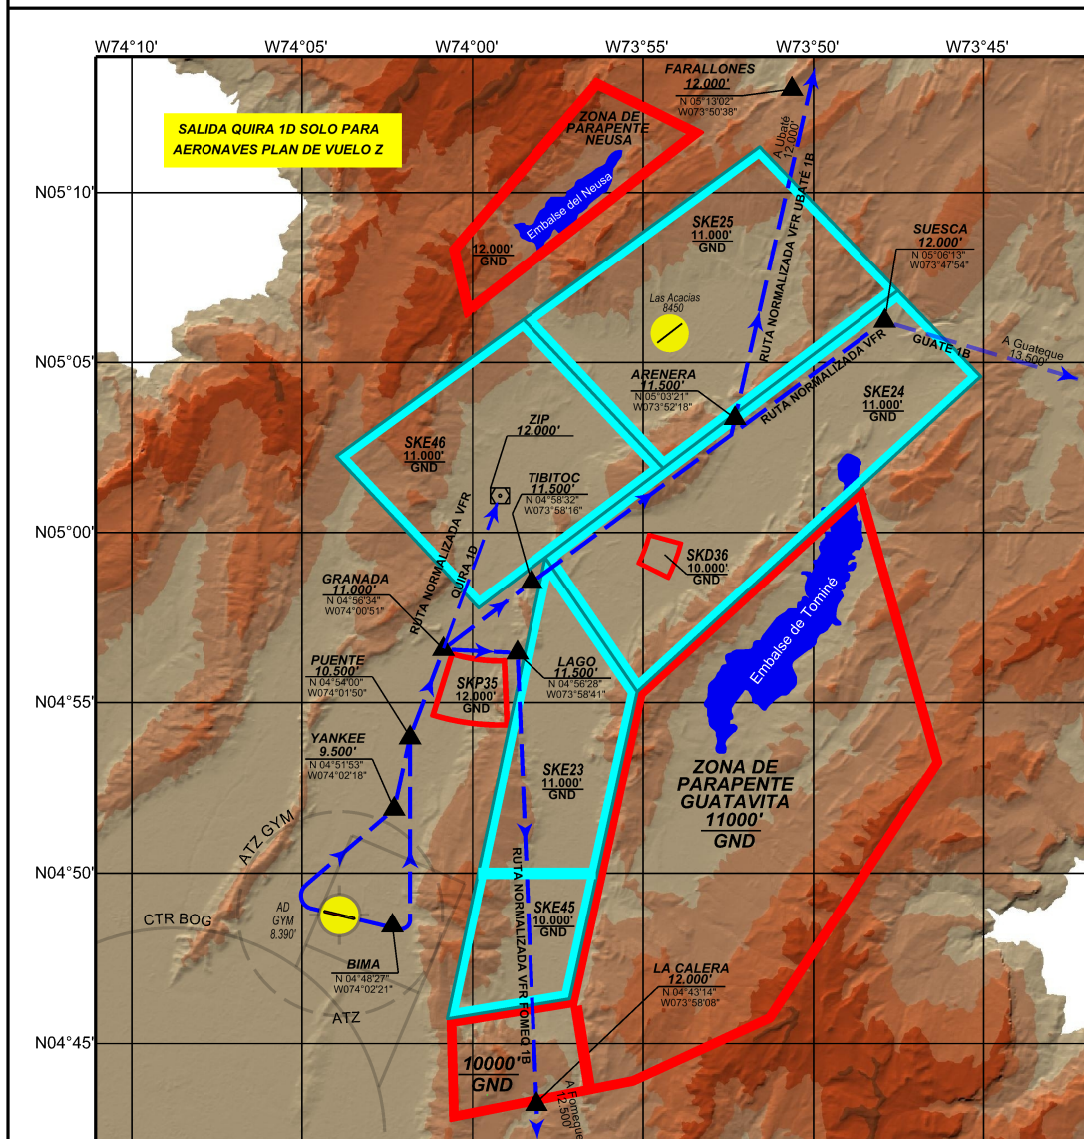 W74°10'
W74°05'
W74°00'
W73°55'
W73°50'
W73°45'
SALIDA QUIRA 1D SOLO PARA
AERONAVES PLAN DE VUELO Z
FARALLONES
12.000'
N 05°13'02"
W073°50'38"
ZONA DE
PARAPENTE
NEUSA
Embalse del Neusa
12.000'
GND
A Ubaté
12.000'
RUTA NORMALIZADA VFR UBATÉ 1B
N05°10'
SKE25
11.000'
GND
SUESCA
12.000'
N 05°06'13"
W073°47'54"
Las Acacias
8450
N05°05'
GUATE 1B
A Guateque
13.500'
ARENERA
11.500'
N 05°03'21"
W073°52'18"
RUTA NORMALIZADA VFR
SKE24
11.000'
GND
SKE46
11.000'
GND
ZIP
12.000'
TIBITOC
11.500'
N 04°58'32"
W073°58'16"
N05°00'
RUTA NORMALIZADA VFR
QUIRA 1D
SKD36
10.000'
GND
GRANADA
11.000'
N 04°56'34"
W074°00'51"
Embalse de Tominé
PUENTE
10.500'
N 04°54'00"
W074°01'50"
LAGO
11.500'
N 04°56'28"
W073°58'41"
SKP35
12.000'
GND
N04°55'
YANKEE
9.500'
N 04°51'53"
W074°02'18"
SKE23
11.000'
GND
ZONA DE
PARAPENTE
GUATAVITA
11000'
GND
ATZ GYM
N04°50'
RUTA NORMALIZADA VFR FOMEQ 1B
CTR BOG
AD
GYM
8.390'
SKE45
10.000'
GND
BIMA
N 04°48'27"
W074°02'21"
LA CALERA
12.000'
N 04°43'14"
W073°58'08"
ATZ
N04°45'
10000'
GND
A Fomeque
12.500'